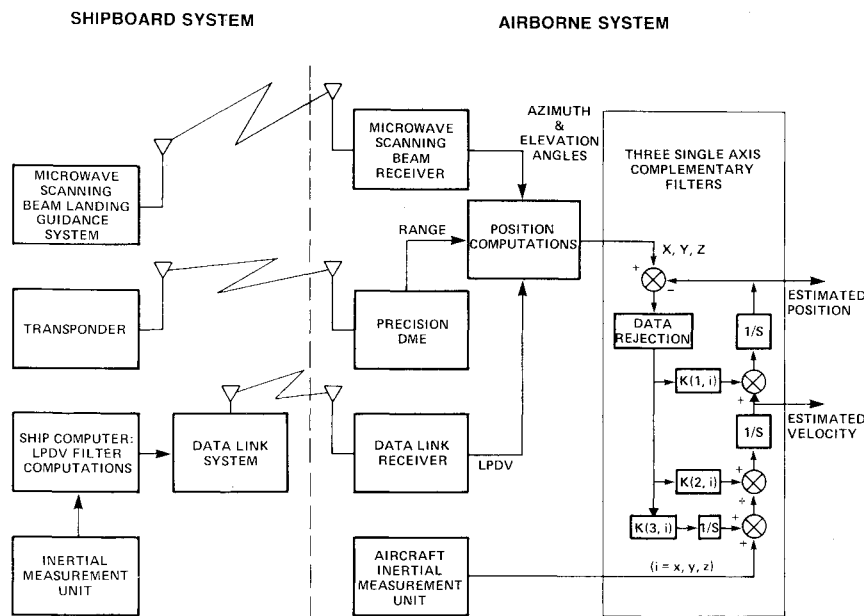 SHIPBOARD SYSTEM
AIRBORNE SYSTEM
MICROWAVE
SCANNING
BEAM LANDING
GUIDANCE
SYSTEM
MICROWAVE
SCANNING
BEAM
RECEIVER
AZIMUTH
&
ELEVATION
ANGLES
THREE SINGLE AXIS
COMPLEMENTARY
FILTERS
RANGE
POSITION
COMPUTATIONS
X, Y, Z
+
−
TRANSPONDER
PRECISION
DME
DATA
REJECTION
1/S
ESTIMATED
POSITION
K(1, i)
+
+
SHIP COMPUTER:
LPDV FILTER
COMPUTATIONS
DATA LINK
SYSTEM
DATA LINK
RECEIVER
LPDV
1/S
ESTIMATED
VELOCITY
K(2, i)
+
+
K(3, i)
1/S
+
+
INERTIAL
MEASUREMENT
UNIT
AIRCRAFT
INERTIAL
MEASUREMENT
UNIT
(i = x, y, z)